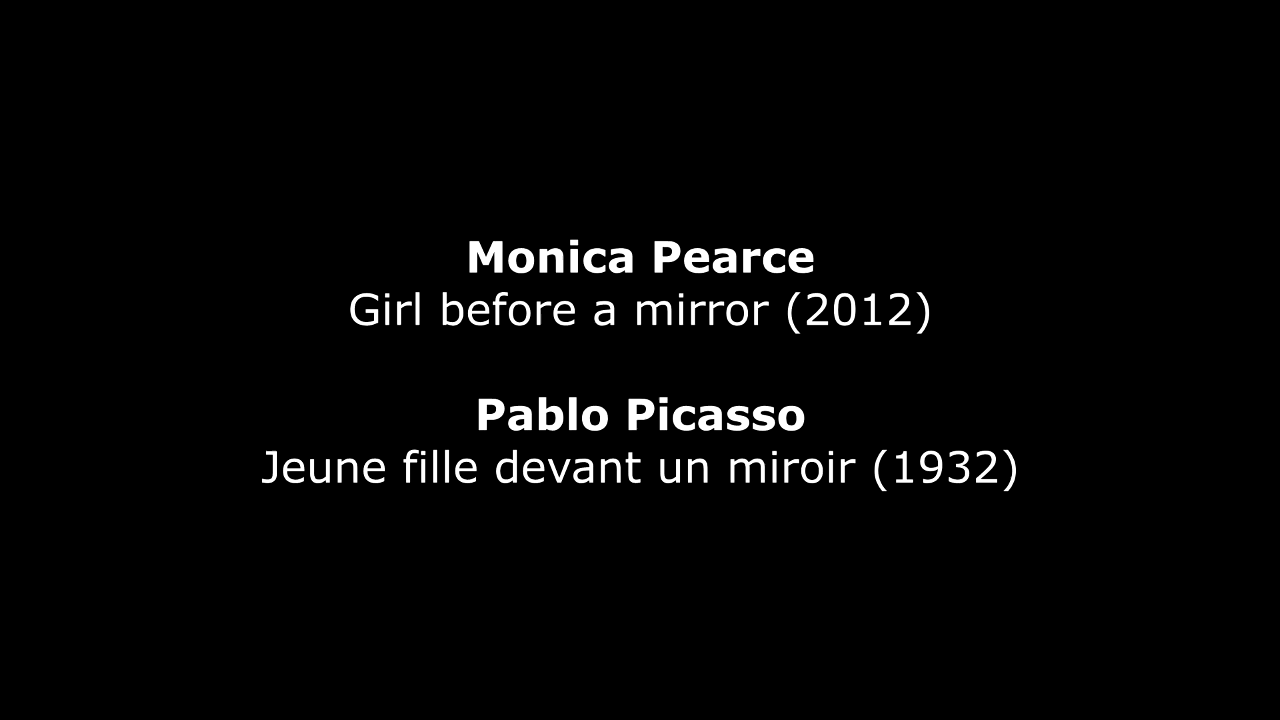 Monica Pearce
Girl before a mirror (2012)
Pablo Picasso
Jeune fille devant un miroir (1932)